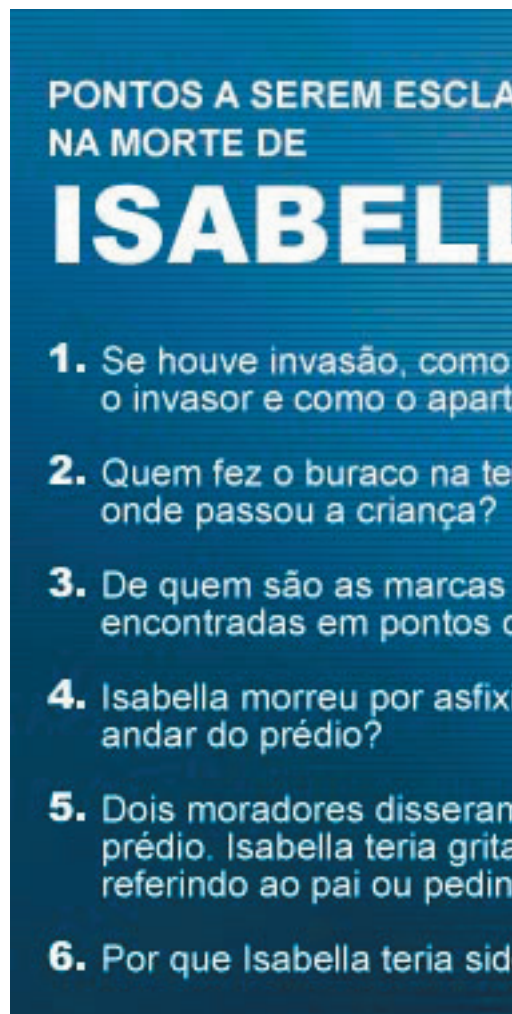 PONTOS A SEREM ESCLA
NA MORTE DE
ISABELL
1. Se houve invasão, como
o invasor e como o apart
2. Quem fez o buraco na te
onde passou a criança?
3. De quem são as marcas
encontradas em pontos
4. Isabella morreu por asfixi
andar do prédio?
5. Dois moradores disseram
prédio. Isabella teria grita
referindo ao pai ou pedin
6. Por que Isabella teria sid